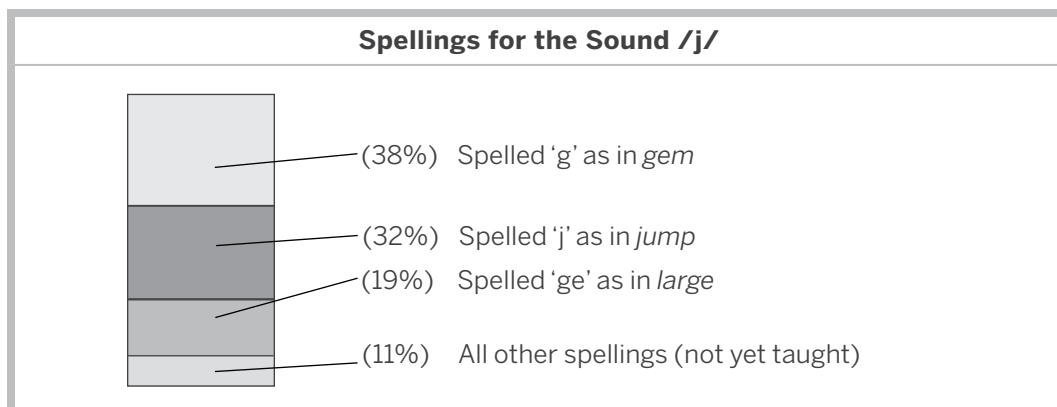 Spellings for the Sound /j/
(38%) Spelled ‘g’ as in gem
(32%) Spelled ‘j’ as in jump
(19%) Spelled ‘ge’ as in large
(11%) All other spellings (not yet taught)